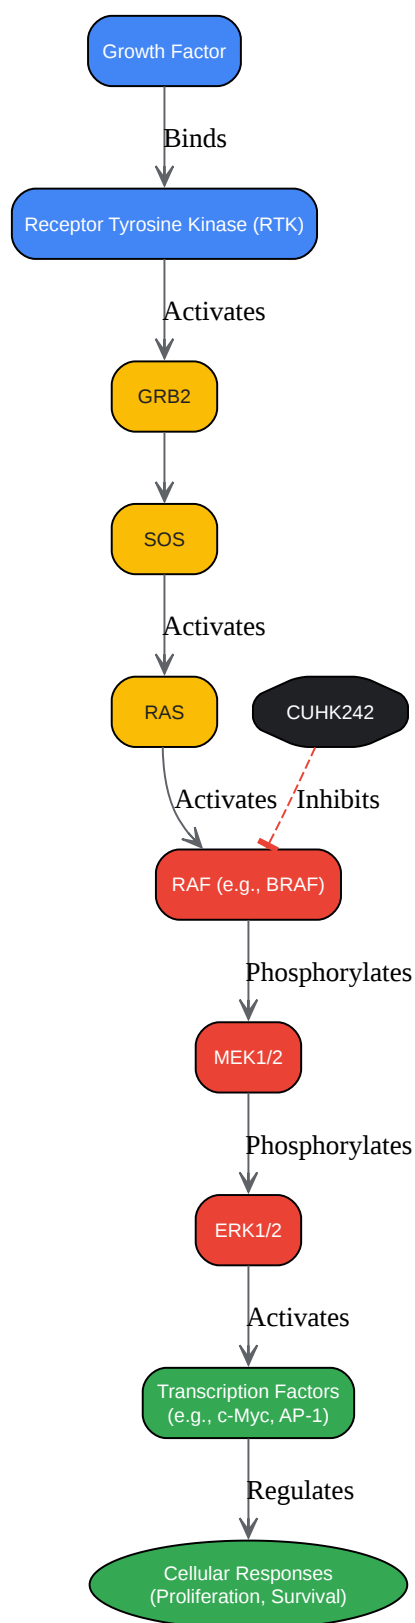 Growth Factor
Binds
Receptor Tyrosine Kinase (RTK)
Activates
GRB2
SOS
Activates
RAS
CUHK242
Activates
Inhibits
RAF (e.g., BRAF)
Phosphorylates
MEK1/2
Phosphorylates
ERK1/2
Activates
Transcription Factors
(e.g., c-Myc, AP-1)
Regulates
Cellular Responses
(Proliferation, Survival)